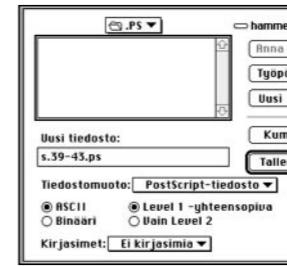 .PS
hamme
Anna
Työpö
Uusi
Uusi tiedosto:
Kum
s.39-43.ps
Talle
Tiedostomuoto: PostScript-tiedosto
ASCII Level 1 -yhteensopiva
Binääri Vain Level 2
Kirjasimet: Ei kirjasimia